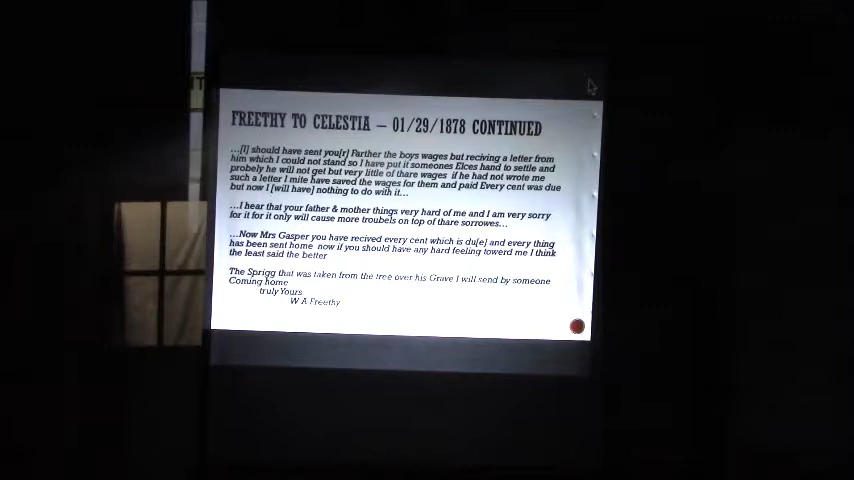 FREETHY TO CELESTIA – 01/29/1878 CONTINUED
...[I] should have sent you[r] Farther the boys wages but reciving a letter from
him which I could not stand so I have put it someones Elces hand to settle and
probely he will not get but very little of thare wages if he had not wrote me
such a letter I mite have saved the wages for them and paid Every cent was due
but now I [will have] nothing to do with it...
...I hear that your father & mother things very hard of me and I am very sorry
for it for it only will cause more troubels on top of thare sorrowes...
...Now Mrs Gasper you have recived every cent which is du[e] and every thing
has been sent home now if you should have any hard feeling towerd me I think
the least said the better
The Sprigg that was taken from the tree over his Grave I will send by someone
Coming home
truly Yours
W A Freethy